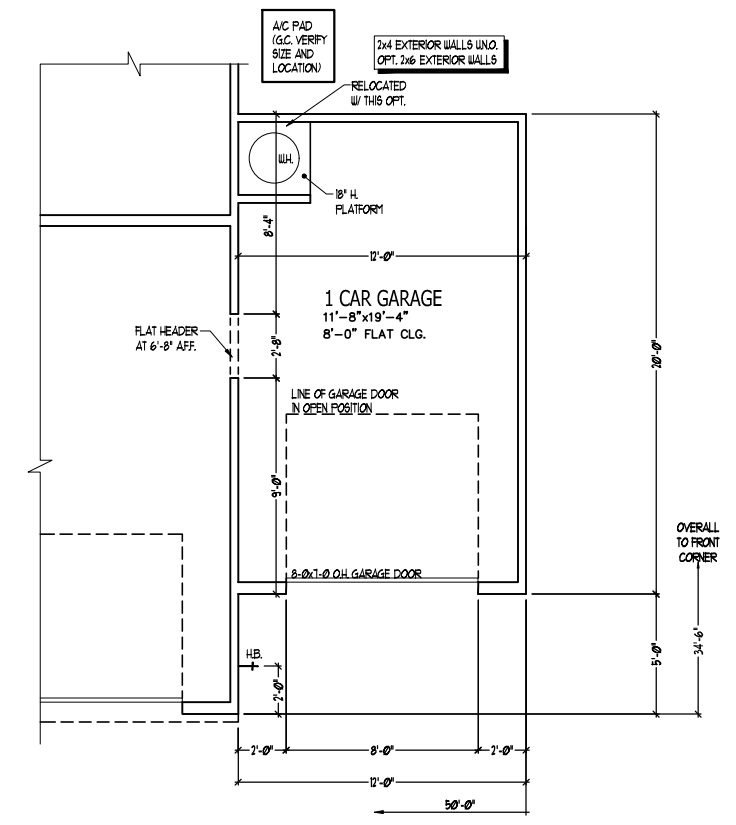 A/C PAD
(G.C. VERIFY
SIZE AND
LOCATION)
2x4 EXTERIOR WALLS U.N.O.
OPT. 2x6 EXTERIOR WALLS
RELOCATED
W/ THIS OPT.
W.H.
18" H.
PLATFORM
8'-4"
12'-0"
1 CAR GARAGE
11'-8"x19'-4"
8'-0" FLAT CLG.
FLAT HEADER
AT 6'-8" A.F.F.
2'-8"
20'-0"
LINE OF GARAGE DOOR
IN OPEN POSITION
9'-0"
OVERALL
TO FRONT
CORNER
8-0x7-0 O.H. GARAGE DOOR
H.B.
2'-0"
5'-0"
34'-6"
2'-0"
8'-0"
2'-0"
12'-0"
50'-0"